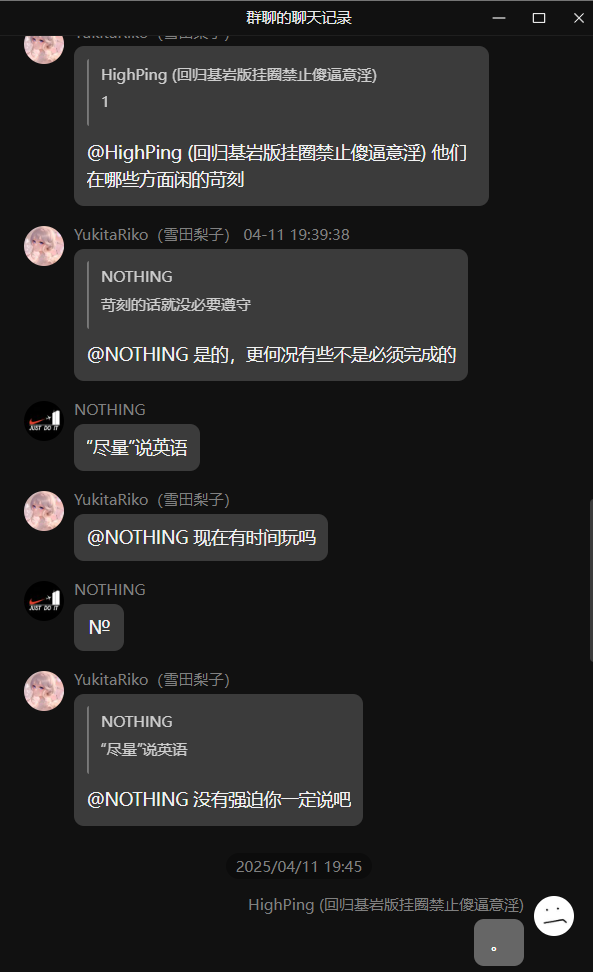 群聊的聊天记录
YukitaRiko（雪田梨子）
HighPing (回归基岩版挂圈禁止傻逼意淫)
1
@HighPing (回归基岩版挂圈禁止傻逼意淫) 他们
在哪些方面闲的苛刻
YukitaRiko（雪田梨子） 04-11 19:39:38
NOTHING
苛刻的话就没必要遵守
@NOTHING 是的，更何况有些不是必须完成的
NOTHING
“尽量”说英语
YukitaRiko（雪田梨子）
@NOTHING 现在有时间玩吗
NOTHING
№
YukitaRiko（雪田梨子）
NOTHING
“尽量”说英语
@NOTHING 没有强迫你一定说吧
2025/04/11 19:45
HighPing (回归基岩版挂圈禁止傻逼意淫)
。
JUST DO IT
JUST DO IT